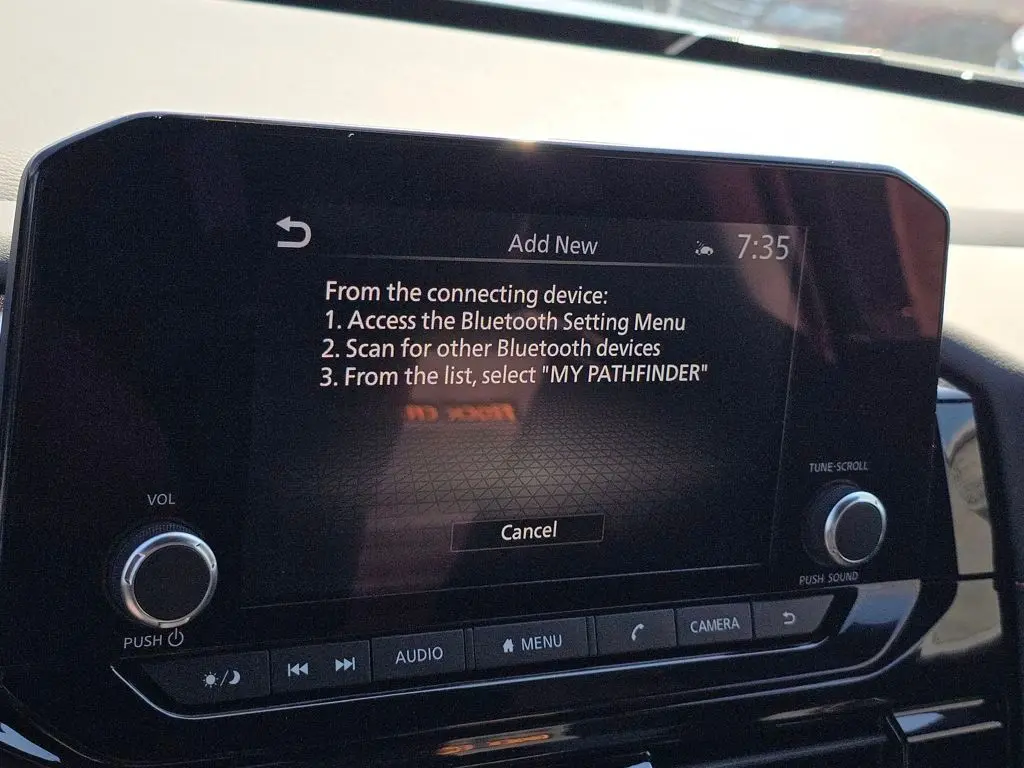 Add New
7:35
From the connecting device:
1. Access the Bluetooth Setting Menu
2. Scan for other Bluetooth devices
3. From the list, select "MY PATHFINDER"
Cancel
VOL
PUSH
TUNE·SCROLL
PUSH SOUND
AUDIO
MENU
CAMERA